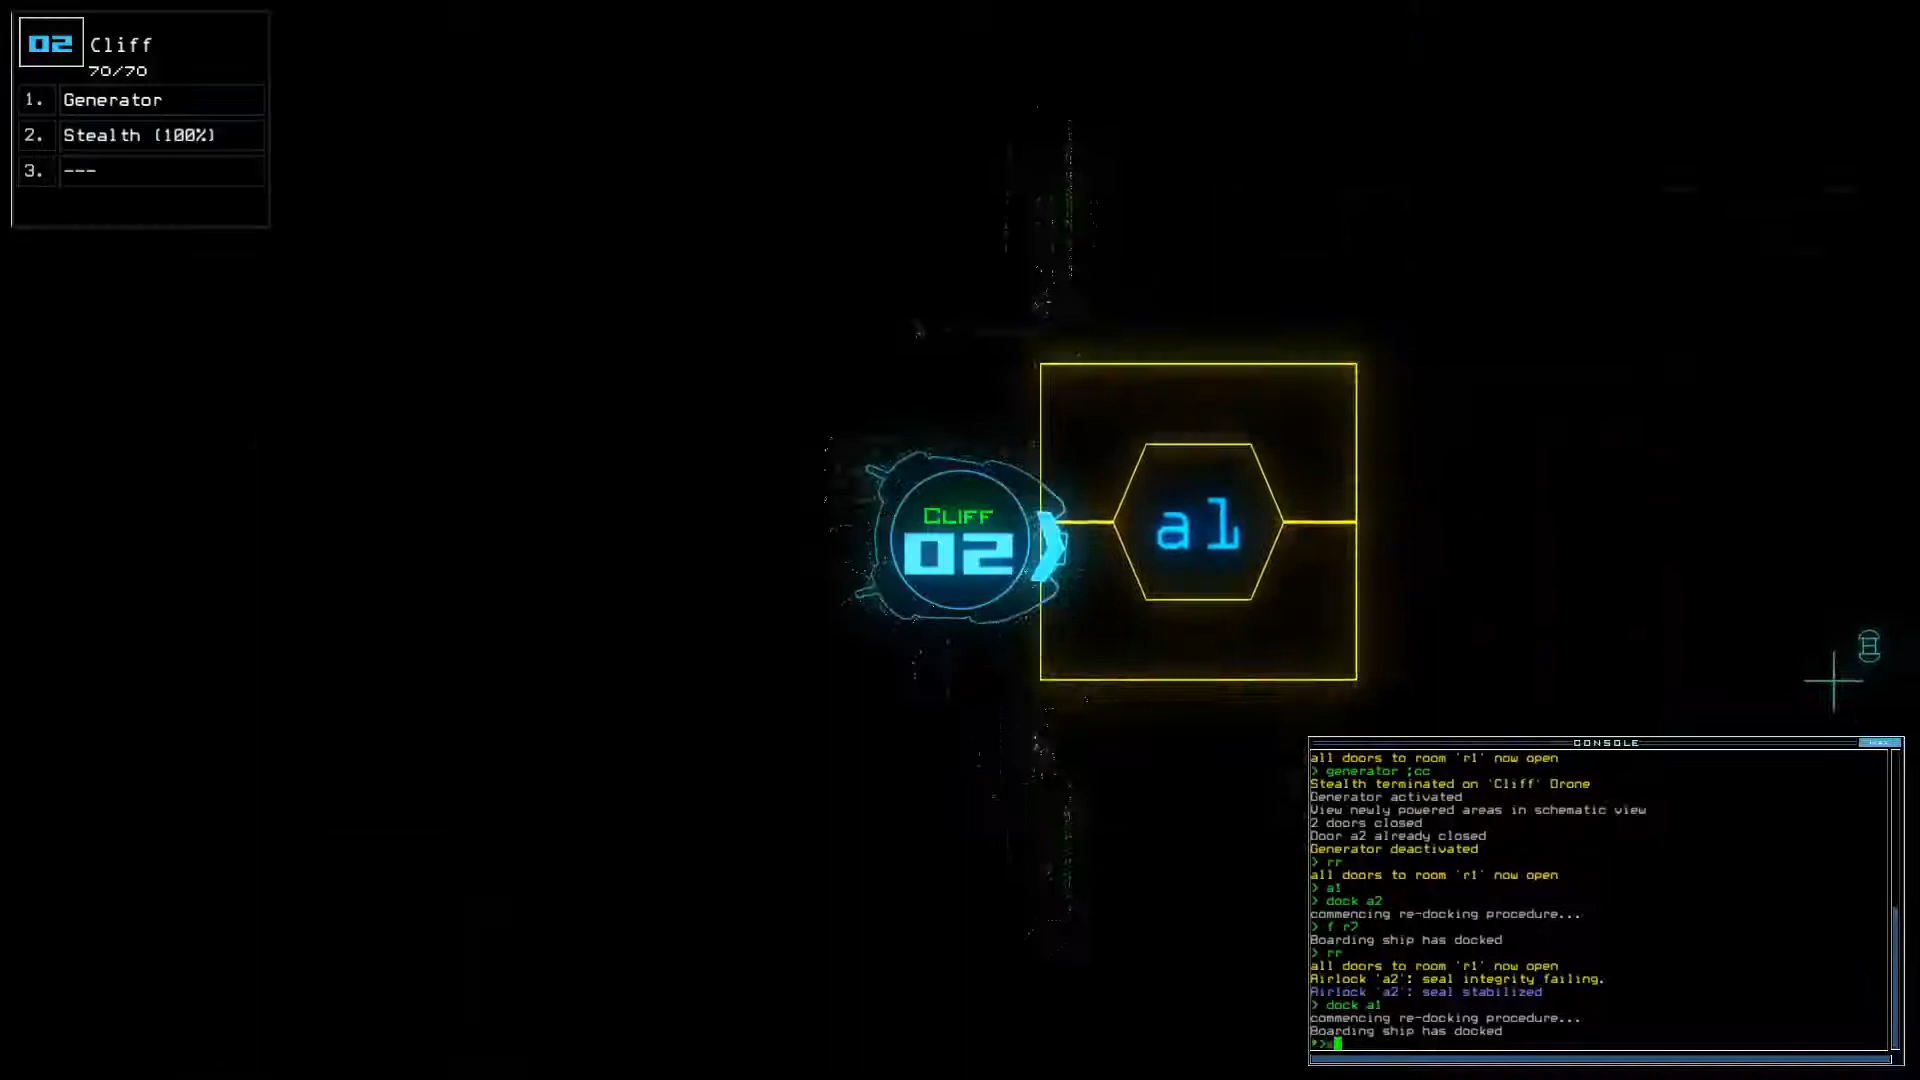 02 Cliff
70/70
1. Generator
2. Stealth (100%)
3. ---
CLIFF
02
a1
CONSOLE
all doors to room 'r1' now open
> generator ;cc
Stealth terminated on 'Cliff' Drone
Generator activated
View newly powered areas in schematic view
2 doors closed
Door a2 already closed
Generator deactivated
> rr
all doors to room 'r1' now open
> a1
> dock a2
commencing re-docking procedure...
> f r7
Boarding ship has docked
> rr
all doors to room 'r1' now open
Airlock 'a2': seal integrity failing.
Airlock 'a2': seal stabilized
> dock a1
commencing re-docking procedure...
Boarding ship has docked